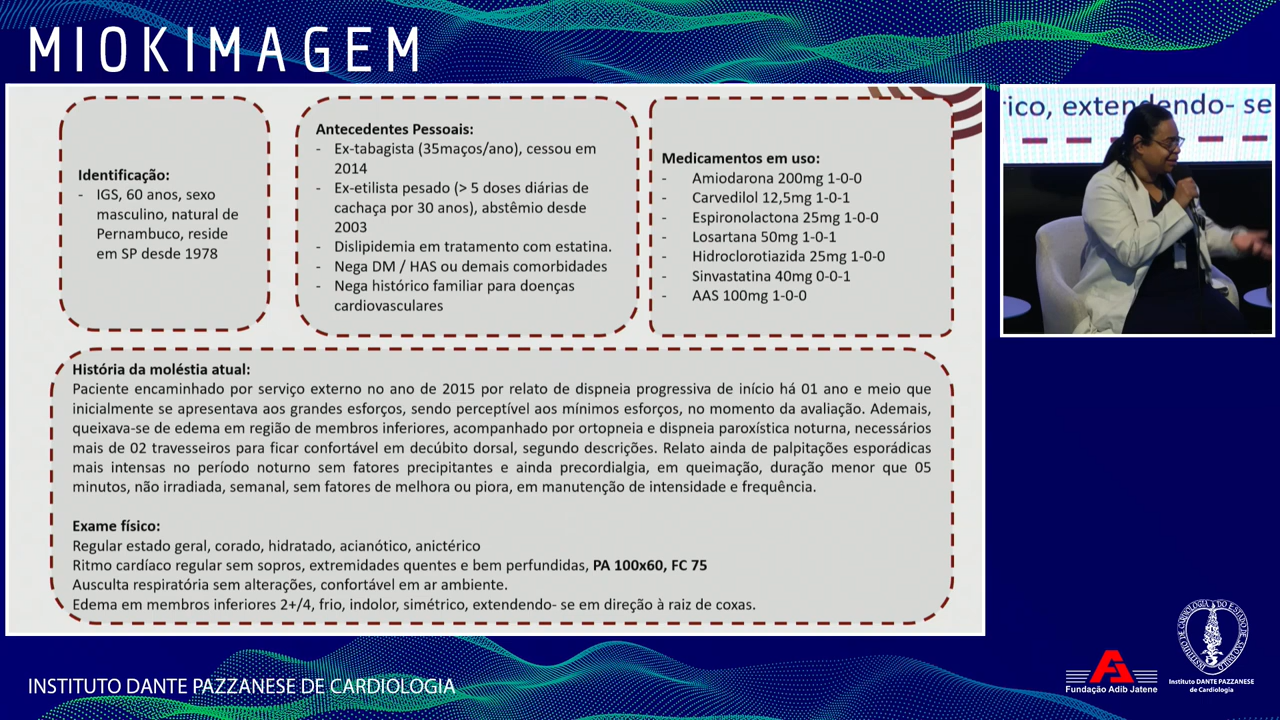 MIOKIMAGEM
Identificação:
- IGS, 60 anos, sexo
masculino, natural de
Pernambuco, reside
em SP desde 1978
Antecedentes Pessoais:
- Ex-tabagista (35maços/ano), cessou em
2014
- Ex-etilista pesado (> 5 doses diárias de
cachaça por 30 anos), abstêmio desde
2003
- Dislipidemia em tratamento com estatina.
- Nega DM / HAS ou demais comorbidades
- Nega histórico familiar para doenças
cardiovasculares
Medicamentos em uso:
- Amiodarona 200mg 1-0-0
- Carvedilol 12,5mg 1-0-1
- Espironolactona 25mg 1-0-0
- Losartana 50mg 1-0-1
- Hidroclorotiazida 25mg 1-0-0
- Sinvastatina 40mg 0-0-1
- AAS 100mg 1-0-0
rico, extendendo- se
História da moléstia atual:
Paciente encaminhado por serviço externo no ano de 2015 por relato de dispneia progressiva de início há 01 ano e meio que
inicialmente se apresentava aos grandes esforços, sendo perceptível aos mínimos esforços, no momento da avaliação. Ademais,
queixava-se de edema em região de membros inferiores, acompanhado por ortopneia e dispneia paroxística noturna, necessários
mais de 02 travesseiros para ficar confortável em decúbito dorsal, segundo descrições. Relato ainda de palpitações esporádicas
mais intensas no período noturno sem fatores precipitantes e ainda precordialgia, em queimação, duração menor que 05
minutos, não irradiada, semanal, sem fatores de melhora ou piora, em manutenção de intensidade e frequência.
Exame físico:
Regular estado geral, corado, hidratado, acianótico, anictérico
Ritmo cardíaco regular sem sopros, extremidades quentes e bem perfundidas, PA 100x60, FC 75
Ausculta respiratória sem alterações, confortável em ar ambiente.
Edema em membros inferiores 2+/4, frio, indolor, simétrico, extendendo- se em direção à raiz de coxas.
INSTITUTO DANTE PAZZANESE DE CARDIOLOGIA
Fundação Adib Jatene
INSTITUTO DE CARDIOLOGIA DO ESTADO DE SÃO PAULO
Instituto DANTE PAZZANESE
de Cardiologia